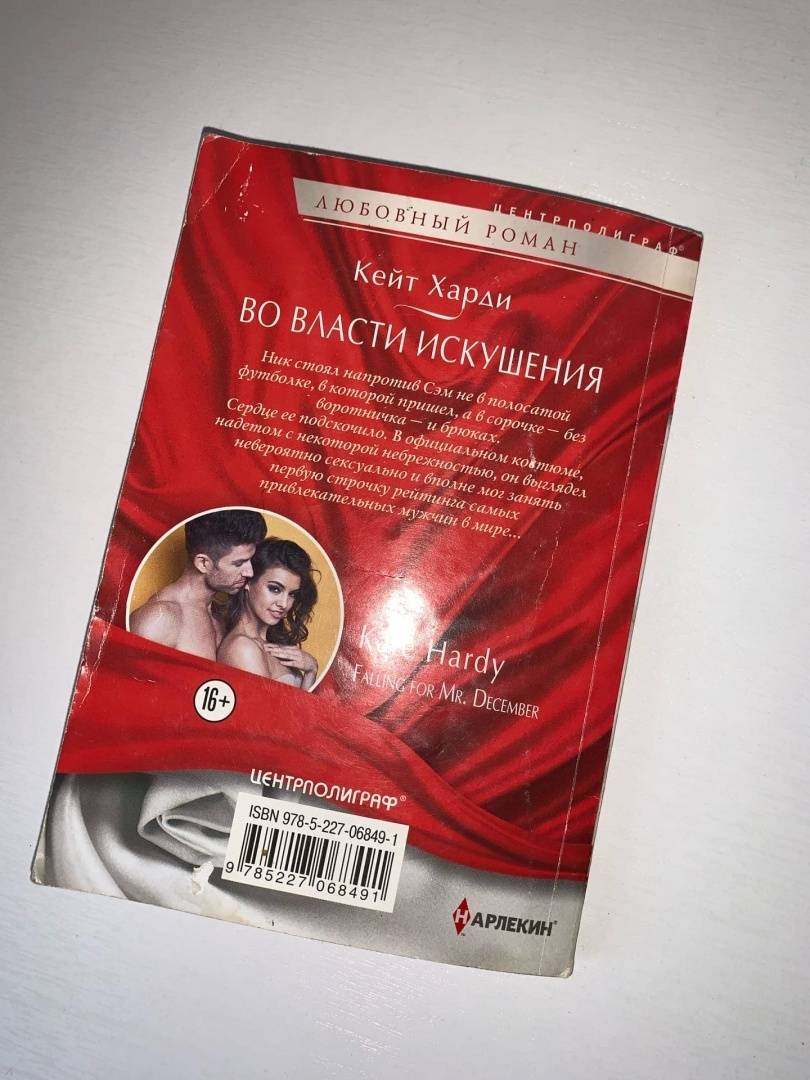 ЦЕНТРПОЛИГРАФ®
ЛЮБОВНЫЙ РОМАН
Кейт Харди
ВО ВЛАСТИ ИСКУШЕНИЯ
Ник стоял напротив Сэм не в полосатой
футболке, в которой пришел, а в сорочке — без
воротничка — и брюках.
Сердце ее подскочило. В официальном костюме,
надетом с некоторой небрежностью, он выглядел
невероятно сексуально и вполне мог занять
первую строчку рейтинга самых
привлекательных мужчин в мире...
Hardy
FALLING FOR MR. DECEMBER
16+
ЦЕНТРПОЛИГРАФ®
ISBN 978-5-227-06849-1
9 785227 068491
АРЛЕКИН®